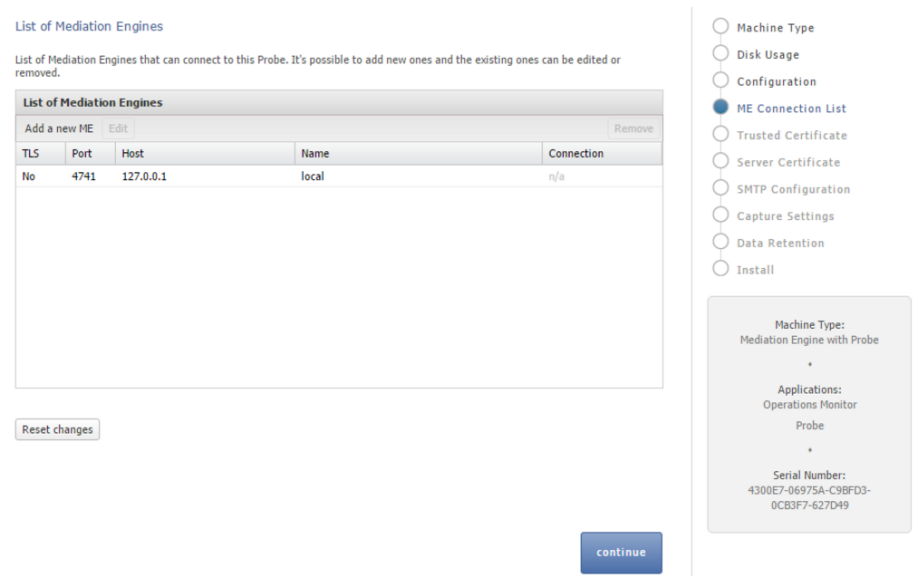 List of Mediation Engines
List of Mediation Engines that can connect to this Probe. It's possible to add new ones and the existing ones can be edited or
removed.
List of Mediation Engines
Add a new ME Edit Remove
TLS Port Host Name Connection
No 4741 127.0.0.1 local n/a
Reset changes
continue
Machine Type
Disk Usage
Configuration
ME Connection List
Trusted Certificate
Server Certificate
SMTP Configuration
Capture Settings
Data Retention
Install
Machine Type:
Mediation Engine with Probe
*
Applications:
Operations Monitor
Probe
*
Serial Number:
4300E7-06975A-C9BFD3-
0CB3F7-627D49